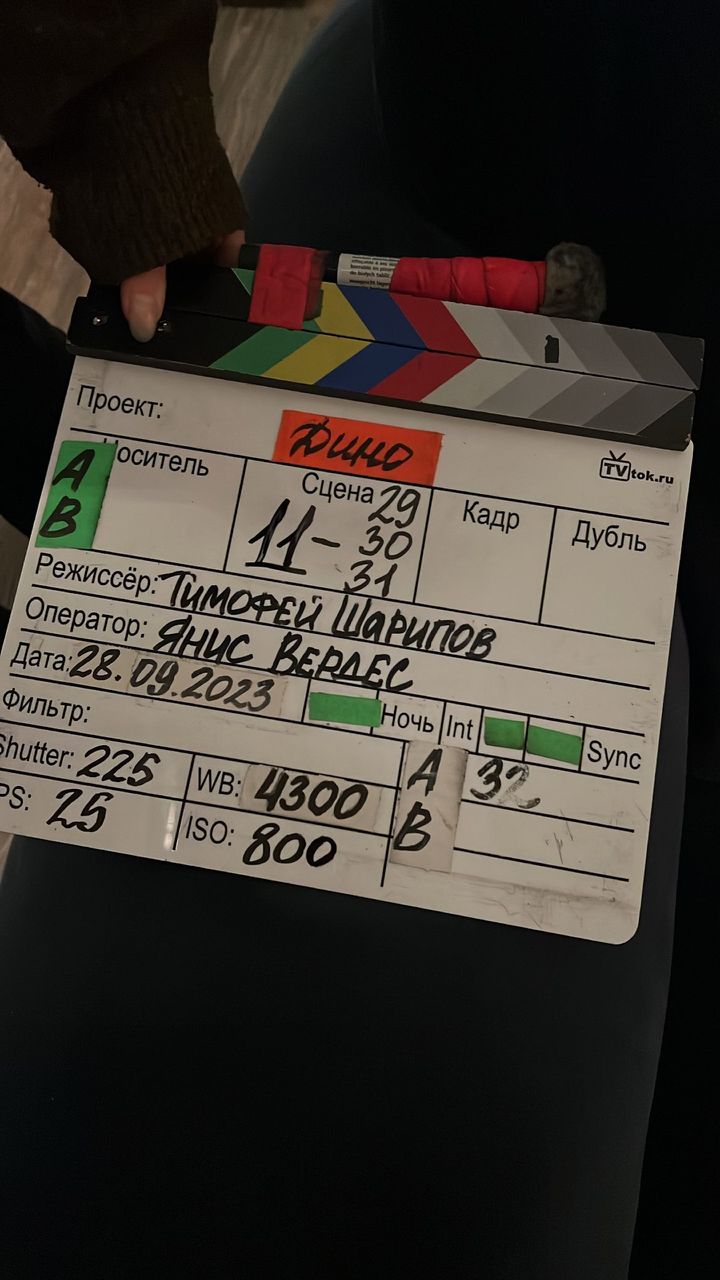 Проект: Дино
TVtok.ru
А
В
Носитель
Сцена 29
11 - 30
31
Кадр
Дубль
Режиссёр: Тимофей Шарипов
Оператор: Янис Вердес
Дата: 28.09.2023
Ночь
Int
Sync
Фильтр:
Shutter: 225
WB: 4300
А 32
В
PS: 25
ISO: 800